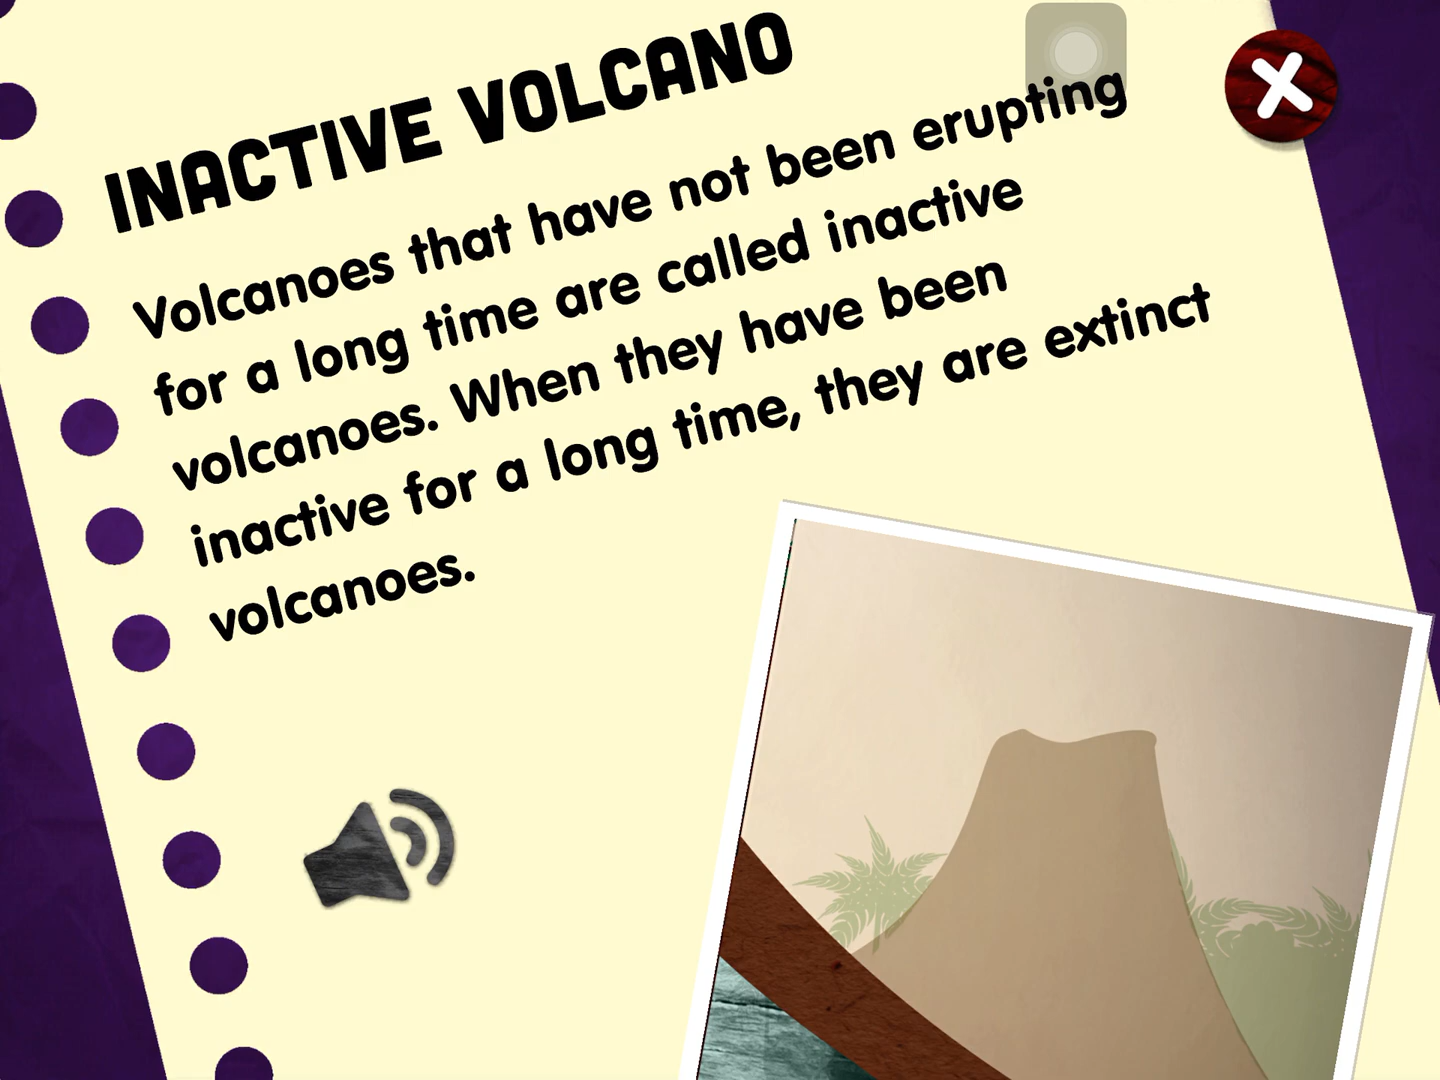 INACTIVE VOLCANO
Volcanoes that have not been erupting
for a long time are called inactive
volcanoes. When they have been
inactive for a long time, they are extinct
volcanoes.